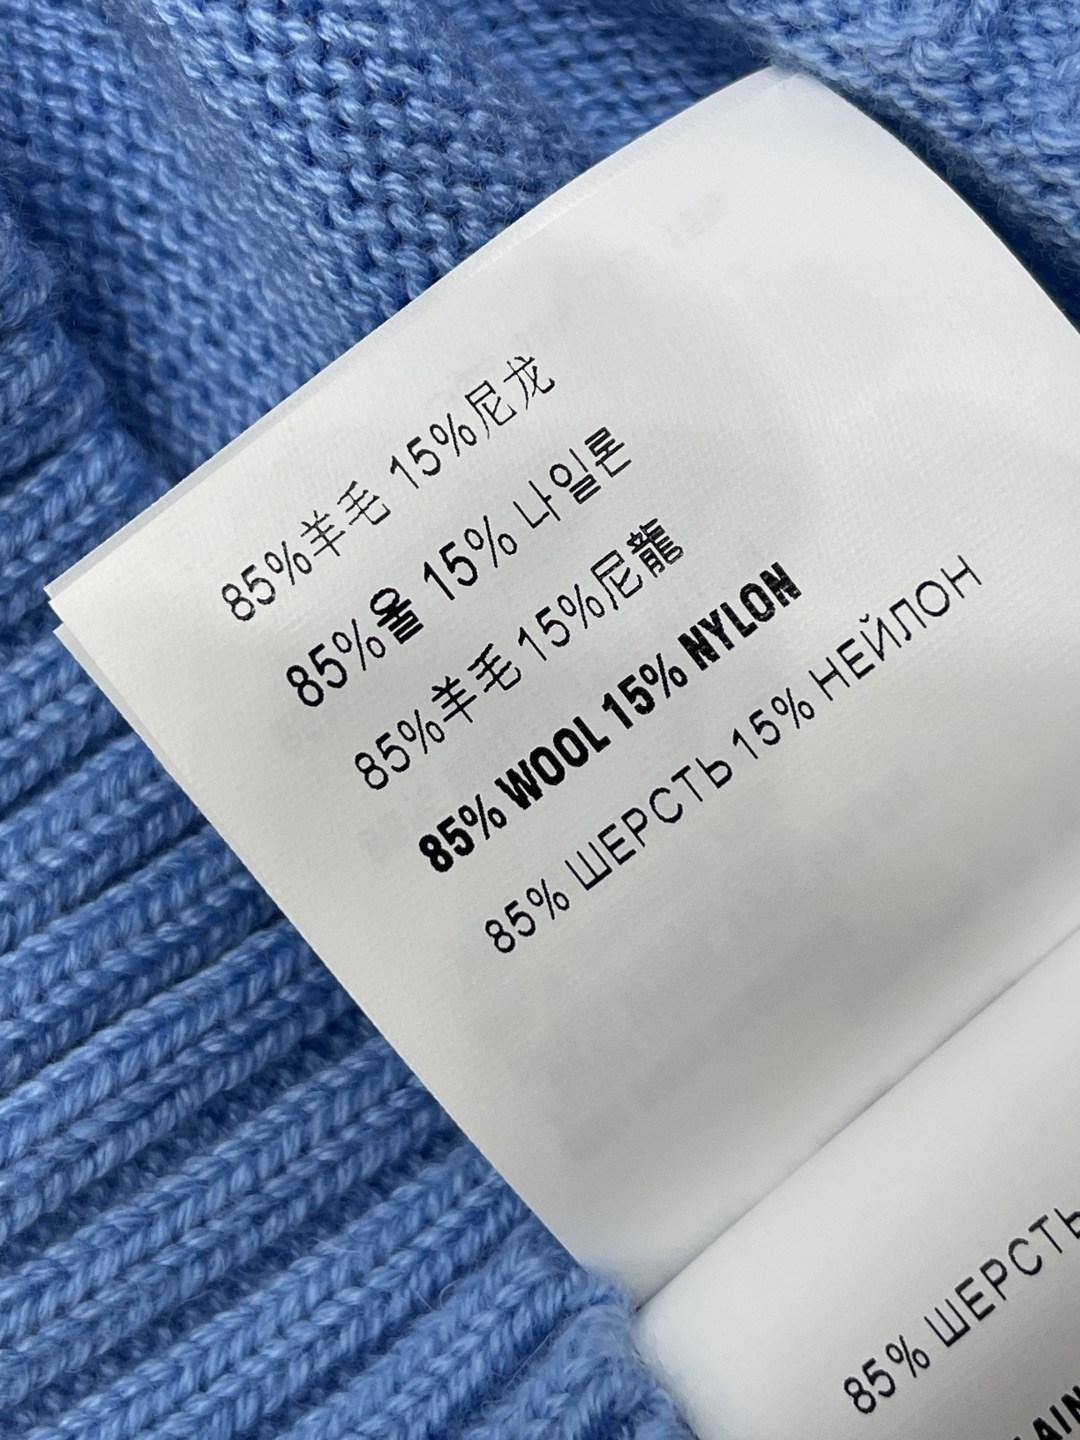 85%羊毛 15%尼龙
85%울 15% 나일론
85%羊毛 15%尼龍
85% WOOL 15% NYLON
85% ШЕРСТЬ 15% НЕЙЛОН
85% ШЕРСТЬ